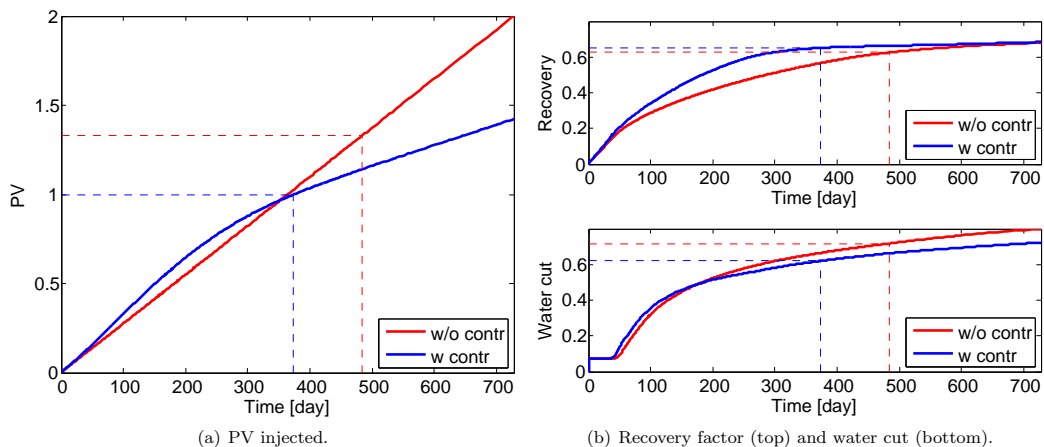 2
1.5
1
0.5
0
PV
0 100 200 300 400 500 600 700
Time [day]
w/o contr
w contr
(a) PV injected.
0.6
0.4
0.2
0
Recovery
0 100 200 300 400 500 600 700
Time [day]
w/o contr
w contr
0.6
0.4
0.2
0
Water cut
0 100 200 300 400 500 600 700
Time [day]
w/o contr
w contr
(b) Recovery factor (top) and water cut (bottom).